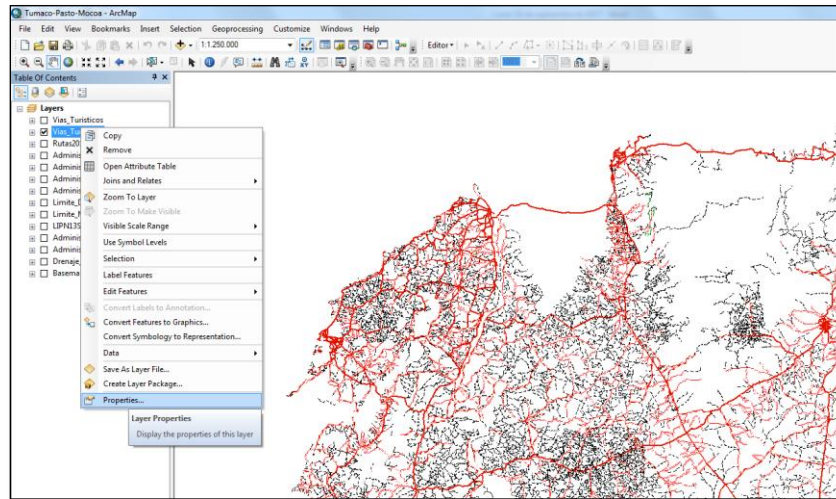 Tumaco-Pasto-Mocoa - ArcMap
File Edit View Bookmarks Insert Selection Geoprocessing Customize Windows Help
1:1.250.000
Editor
Table Of Contents
Layers
Vias_Turisticos
Vias_Tu
Rutas20
Adminis
Adminis
Adminis
Adminis
Limite_D
Limite_
Adminis
Adminis
Drenaje_
Basema
Copy
Remove
Open Attribute Table
Joins and Relates
Zoom To Layer
Zoom To Make Visible
Visible Scale Range
Use Symbol Levels
Selection
Label Features
Edit Features
Convert Labels to Annotation...
Convert Features to Graphics...
Convert Symbology to Representation...
Data
Save As Layer File...
Create Layer Package...
Properties...
Layer Properties
Display the properties of this layer